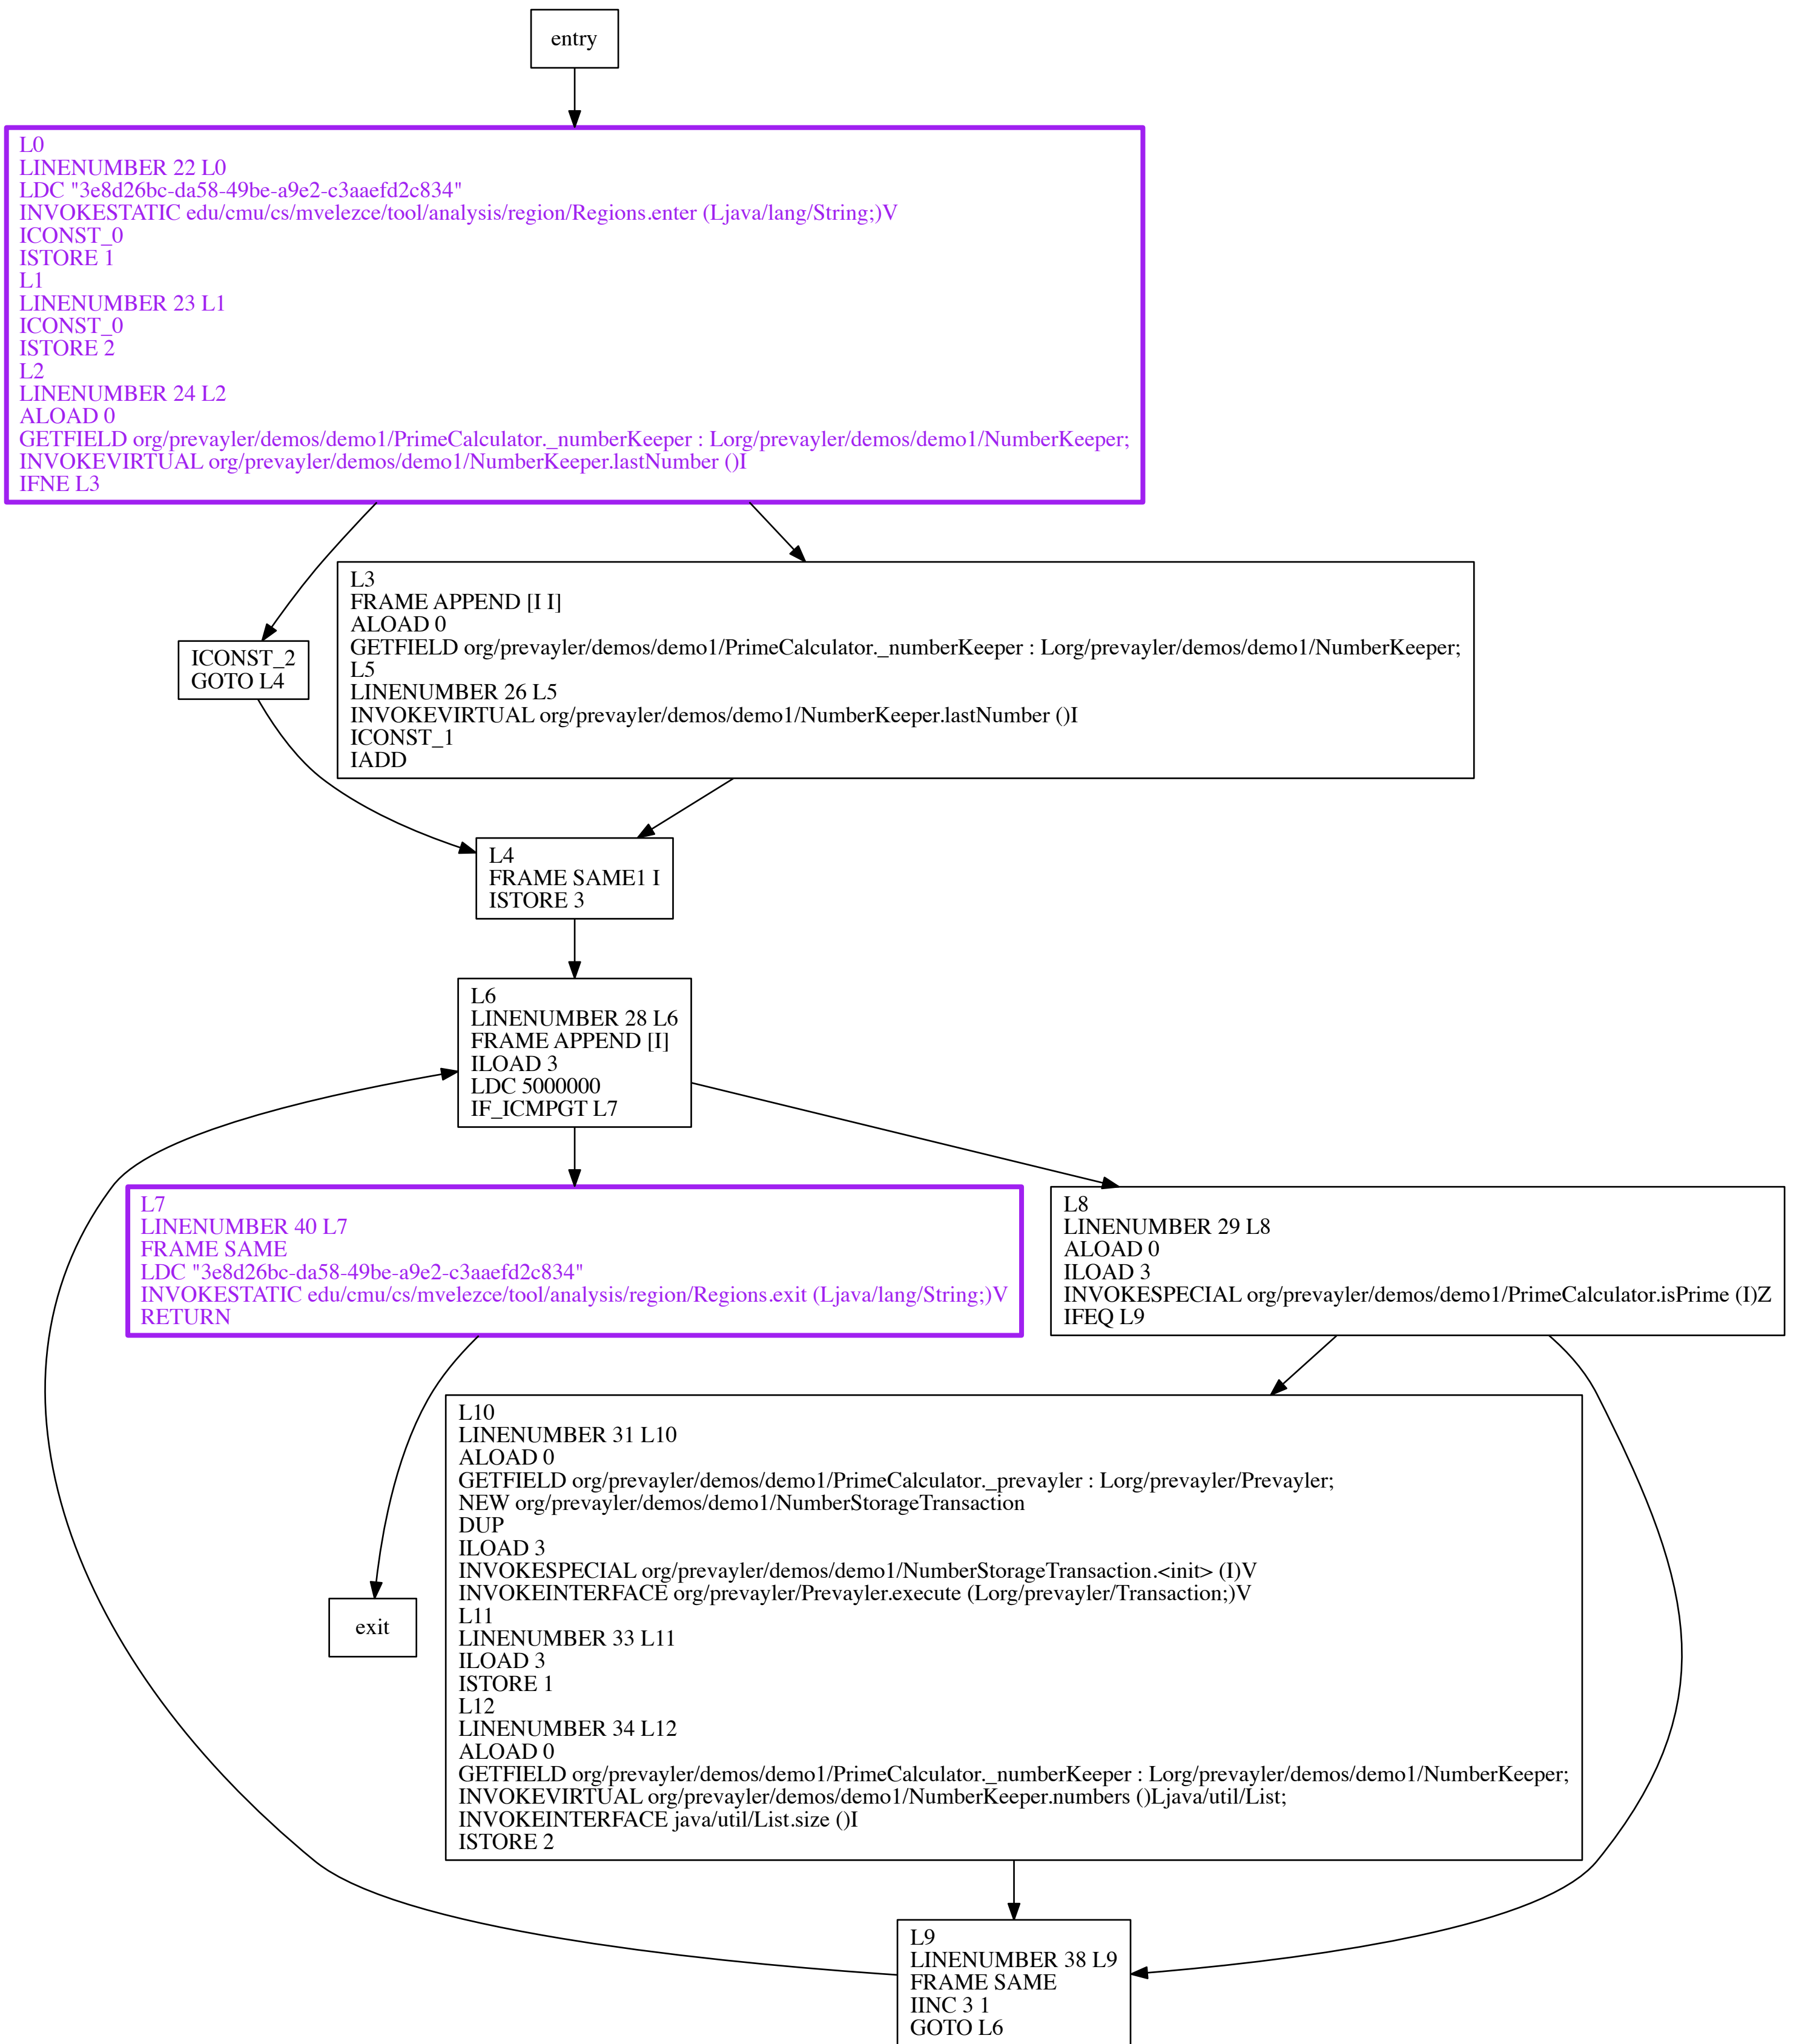 entry
L0
LINENUMBER 22 L0
LDC "3e8d26bc-da58-49be-a9e2-c3aaefd2c834"
INVOKESTATIC edu/cmu/cs/mvelezce/tool/analysis/region/Regions.enter (Ljava/lang/String;)V
ICONST_0
ISTORE 1
L1
LINENUMBER 23 L1
ICONST_0
ISTORE 2
L2
LINENUMBER 24 L2
ALOAD 0
GETFIELD org/prevayler/demos/demo1/PrimeCalculator._numberKeeper : Lorg/prevayler/demos/demo1/NumberKeeper;
INVOKEVIRTUAL org/prevayler/demos/demo1/NumberKeeper.lastNumber ()I
IFNE L3
ICONST_2
GOTO L4
L3
FRAME APPEND [I I]
ALOAD 0
GETFIELD org/prevayler/demos/demo1/PrimeCalculator._numberKeeper : Lorg/prevayler/demos/demo1/NumberKeeper;
L5
LINENUMBER 26 L5
INVOKEVIRTUAL org/prevayler/demos/demo1/NumberKeeper.lastNumber ()I
ICONST_1
IADD
L4
FRAME SAME1 I
ISTORE 3
L6
LINENUMBER 28 L6
FRAME APPEND [I]
ILOAD 3
LDC 5000000
IF_ICMPGT L7
L7
LINENUMBER 40 L7
FRAME SAME
LDC "3e8d26bc-da58-49be-a9e2-c3aaefd2c834"
INVOKESTATIC edu/cmu/cs/mvelezce/tool/analysis/region/Regions.exit (Ljava/lang/String;)V
RETURN
L8
LINENUMBER 29 L8
ALOAD 0
ILOAD 3
INVOKESPECIAL org/prevayler/demos/demo1/PrimeCalculator.isPrime (I)Z
IFEQ L9
L10
LINENUMBER 31 L10
ALOAD 0
GETFIELD org/prevayler/demos/demo1/PrimeCalculator._prevayler : Lorg/prevayler/Prevayler;
NEW org/prevayler/demos/demo1/NumberStorageTransaction
DUP
ILOAD 3
INVOKESPECIAL org/prevayler/demos/demo1/NumberStorageTransaction.<init> (I)V
INVOKEINTERFACE org/prevayler/Prevayler.execute (Lorg/prevayler/Transaction;)V
L11
LINENUMBER 33 L11
ILOAD 3
ISTORE 1
L12
LINENUMBER 34 L12
ALOAD 0
GETFIELD org/prevayler/demos/demo1/PrimeCalculator._numberKeeper : Lorg/prevayler/demos/demo1/NumberKeeper;
INVOKEVIRTUAL org/prevayler/demos/demo1/NumberKeeper.numbers ()Ljava/util/List;
INVOKEINTERFACE java/util/List.size ()I
ISTORE 2
exit
L9
LINENUMBER 38 L9
FRAME SAME
IINC 3 1
GOTO L6